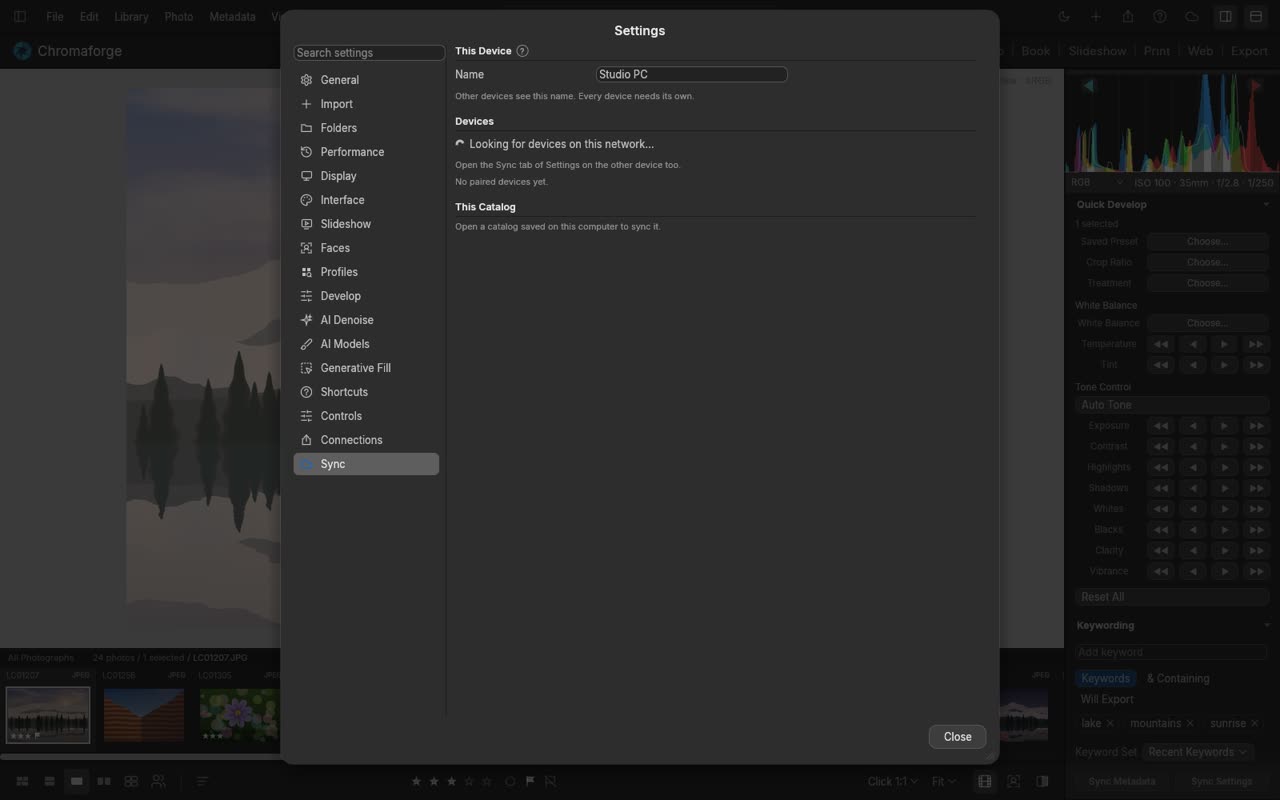 File Edit Library Photo Metadata
Settings
Chromaforge
Book | Slideshow | Print | Web | Export
Search settings
General
Import
Folders
Performance
Display
Interface
Slideshow
Faces
Profiles
Develop
AI Denoise
AI Models
Generative Fill
Shortcuts
Controls
Connections
Sync
This Device ?
Name Studio PC
Other devices see this name. Every device needs its own.
Devices
Looking for devices on this network...
Open the Sync tab of Settings on the other device too.
No paired devices yet.
This Catalog
Open a catalog saved on this computer to sync it.
Close
RGB ISO 100 · 35mm · f/2.8 · 1/250
Quick Develop
1 selected
Saved Preset Choose...
Crop Ratio Choose...
Treatment Choose...
White Balance
White Balance Choose...
Temperature
Tint
Tone Control
Auto Tone
Exposure
Contrast
Highlights
Shadows
Whites
Blacks
Clarity
Vibrance
Reset All
Keywording
Add keyword
Keywords & Containing
Will Export
lake × mountains × sunrise ×
Keyword Set Recent Keywords
Sync Metadata Sync Settings
All Photographs 24 photos / 1 selected / LC01207.JPG
LC01207 JPEG LC01256 JPEG LC01305 JPEG JPEG
Click 1:1 Fit